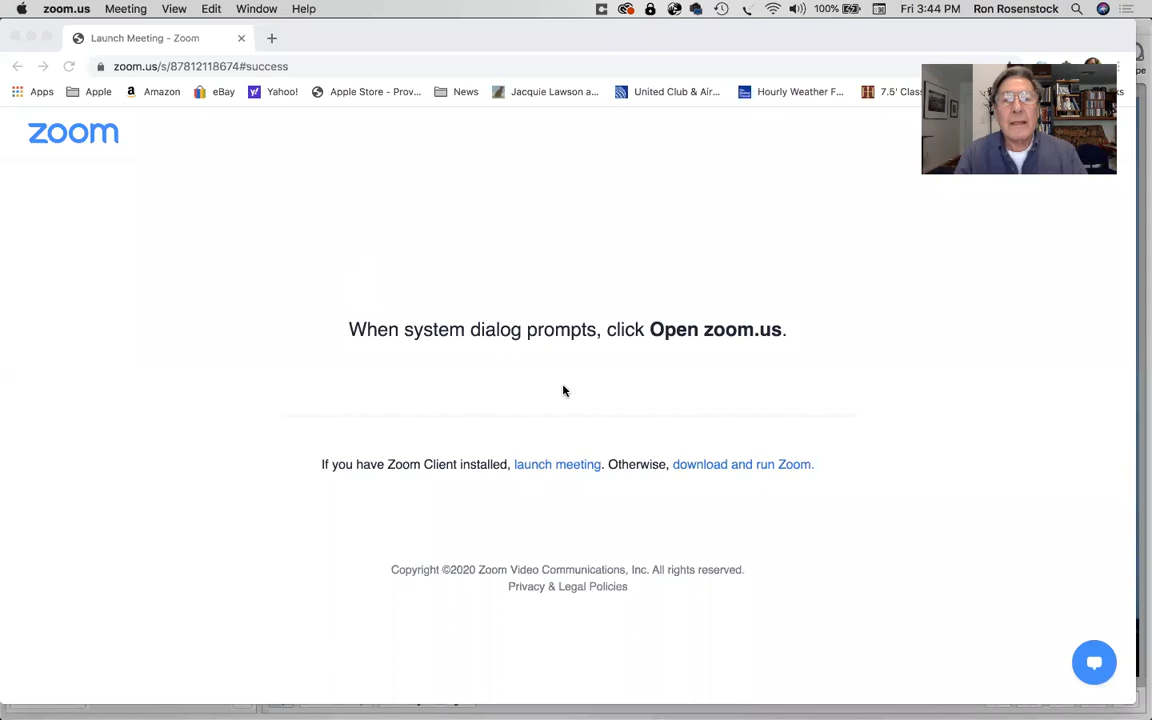 zoom.us Meeting View Edit Window Help 100% Fri 3:44 PM Ron Rosenstock
Launch Meeting - Zoom
zoom.us/s/87812118674#success
Apps Apple Amazon eBay Yahoo! Apple Store - Prov... News Jacquie Lawson a... United Club & Air... Hourly Weather F... 7.5' Clas
zoom
When system dialog prompts, click Open zoom.us.
If you have Zoom Client installed, launch meeting. Otherwise, download and run Zoom.
Copyright ©2020 Zoom Video Communications, Inc. All rights reserved.
Privacy & Legal Policies